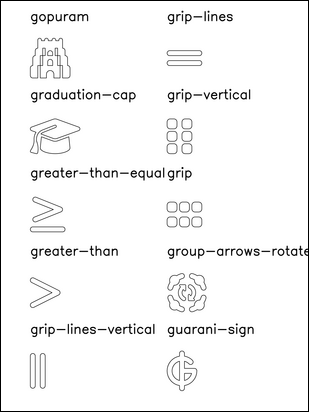 gopuram
grip-lines
graduation-cap
grip-vertical
greater-than-equal
grip
greater-than
group-arrows-rotate
grip-lines-vertical
guarani-sign